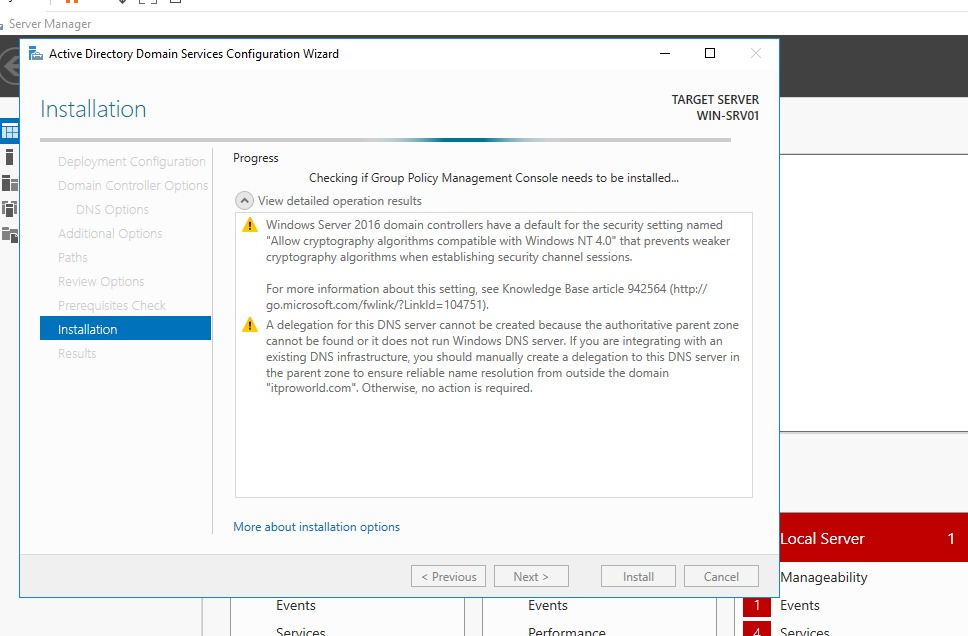 Server Manager
Active Directory Domain Services Configuration Wizard
Installation
TARGET SERVER
WIN-SRV01
Deployment Configuration
Domain Controller Options
DNS Options
Additional Options
Paths
Review Options
Prerequisites Check
Installation
Results
Progress
Checking if Group Policy Management Console needs to be installed...
View detailed operation results
Windows Server 2016 domain controllers have a default for the security setting named
"Allow cryptography algorithms compatible with Windows NT 4.0" that prevents weaker
cryptography algorithms when establishing security channel sessions.
For more information about this setting, see Knowledge Base article 942564 (http://
go.microsoft.com/fwlink/?LinkId=104751).
A delegation for this DNS server cannot be created because the authoritative parent zone
cannot be found or it does not run Windows DNS server. If you are integrating with an
existing DNS infrastructure, you should manually create a delegation to this DNS server in
the parent zone to ensure reliable name resolution from outside the domain
"itproworld.com". Otherwise, no action is required.
More about installation options
< Previous
Next >
Install
Cancel
Local Server 1
Manageability
Events
Events
1 Events
Services
Performance
4 Services